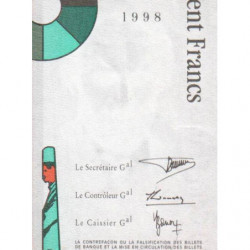 1998
ent Francs
Le Secrétaire Gal
Le Contrôleur Gal
Le Caissier Gal
LA CONTREFAÇON OU LA FALSIFICATION DES BILLETS
DE BANQUE ET LA MISE EN CIRCULATION DES BILLETS